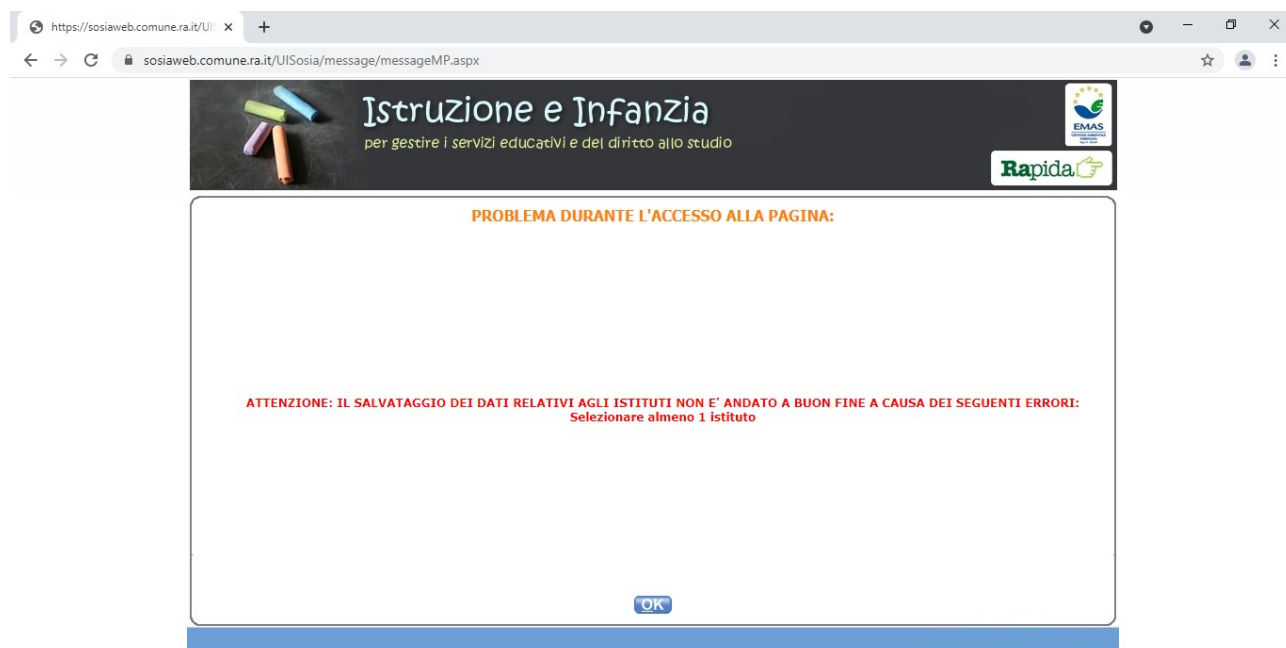 https://sosiaweb.comune.ra.it/UIS
sosiaweb.comune.ra.it/UISosia/message/messageMP.aspx
Istruzione e Infanzia
per gestire i servizi educativi e del diritto allo studio
EMAS
Rapida
PROBLEMA DURANTE L'ACCESSO ALLA PAGINA:
ATTENZIONE: IL SALVATAGGIO DEI DATI RELATIVI AGLI ISTITUTI NON E' ANDATO A BUON FINE A CAUSA DEI SEGUENTI ERRORI:
Selezionare almeno 1 istituto
OK